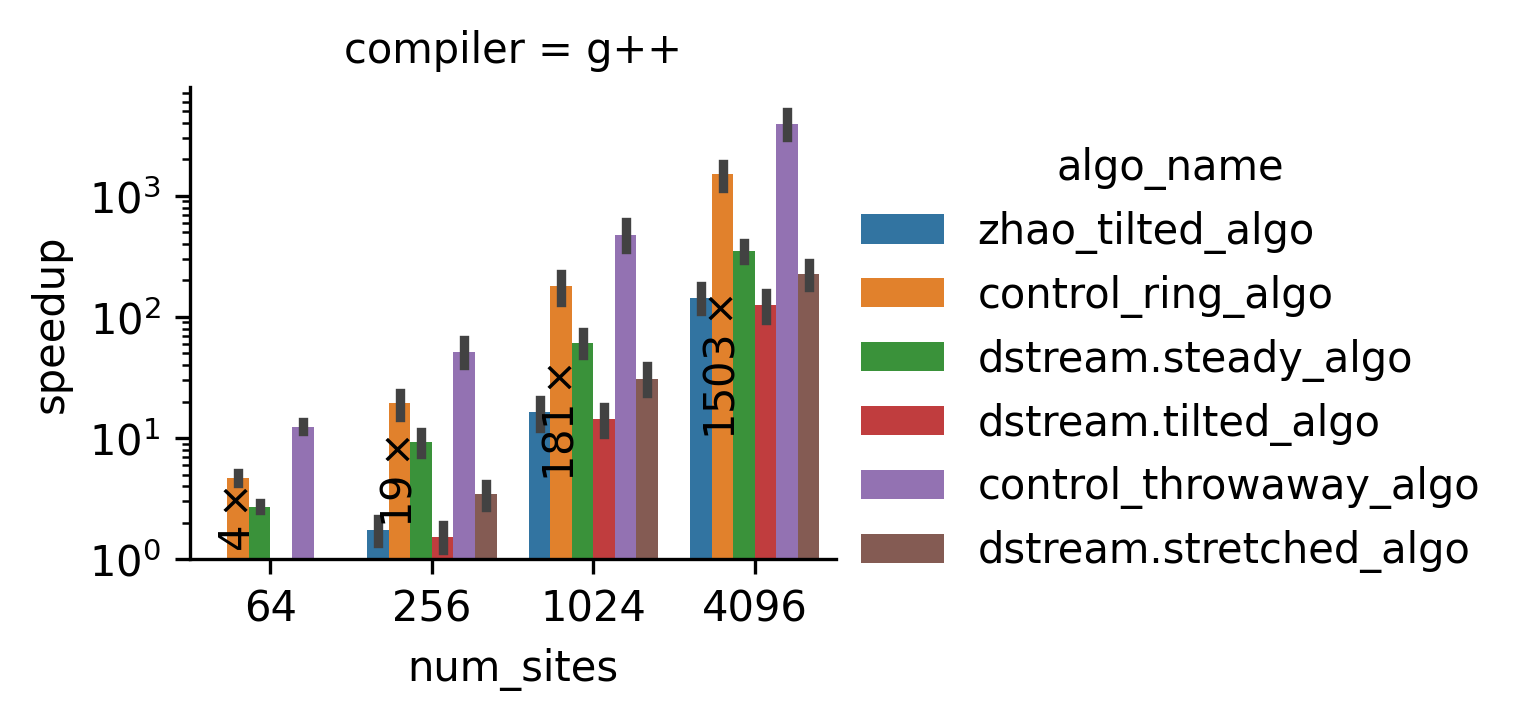 compiler = g++
speedup
10³
10²
10¹
10⁰
4×
19×
181×
1503×
64
256
1024
4096
num_sites
algo_name
zhao_tilted_algo
control_ring_algo
dstream.steady_algo
dstream.tilted_algo
control_throwaway_algo
dstream.stretched_algo